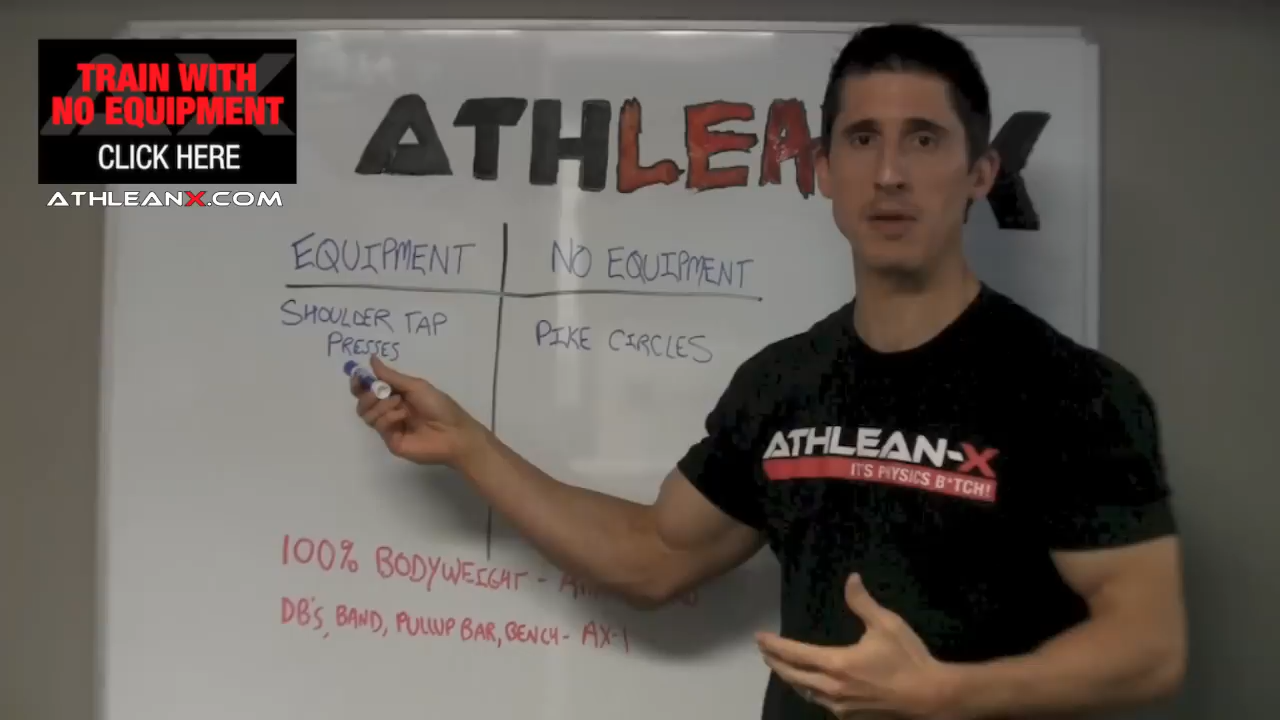 TRAIN WITH
NO EQUIPMENT
CLICK HERE
ATHLEANX.COM
ATHLEAN-X
EQUIPMENT
NO EQUIPMENT
SHOULDER TAP
PRESSES
PIKE CIRCLES
ATHLEAN-X
IT'S PHYSICS B*TCH!
100% BODYWEIGHT -
DB'S, BAND, PULLUP BAR, BENCH - AX-1